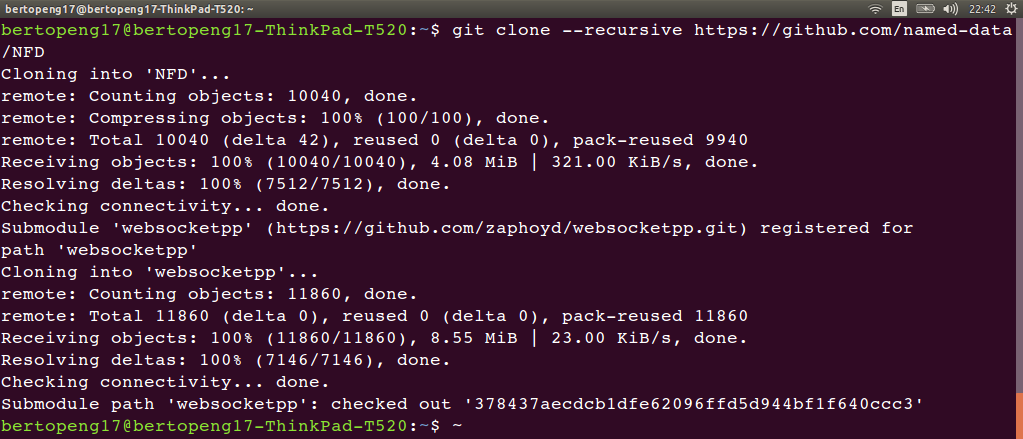 bertopeng17@bertopeng17-ThinkPad-T520: ~
En
22:42
bertopeng17@bertopeng17-ThinkPad-T520:~$ git clone --recursive https://github.com/named-data
/NFD
Cloning into 'NFD'...
remote: Counting objects: 10040, done.
remote: Compressing objects: 100% (100/100), done.
remote: Total 10040 (delta 42), reused 0 (delta 0), pack-reused 9940
Receiving objects: 100% (10040/10040), 4.08 MiB | 321.00 KiB/s, done.
Resolving deltas: 100% (7512/7512), done.
Checking connectivity... done.
Submodule 'websocketpp' (https://github.com/zaphoyd/websocketpp.git) registered for
path 'websocketpp'
Cloning into 'websocketpp'...
remote: Counting objects: 11860, done.
remote: Total 11860 (delta 0), reused 0 (delta 0), pack-reused 11860
Receiving objects: 100% (11860/11860), 8.55 MiB | 23.00 KiB/s, done.
Resolving deltas: 100% (7146/7146), done.
Checking connectivity... done.
Submodule path 'websocketpp': checked out '378437aecdcb1dfe62096ffd5d944bf1f640ccc3'
bertopeng17@bertopeng17-ThinkPad-T520:~$ ~